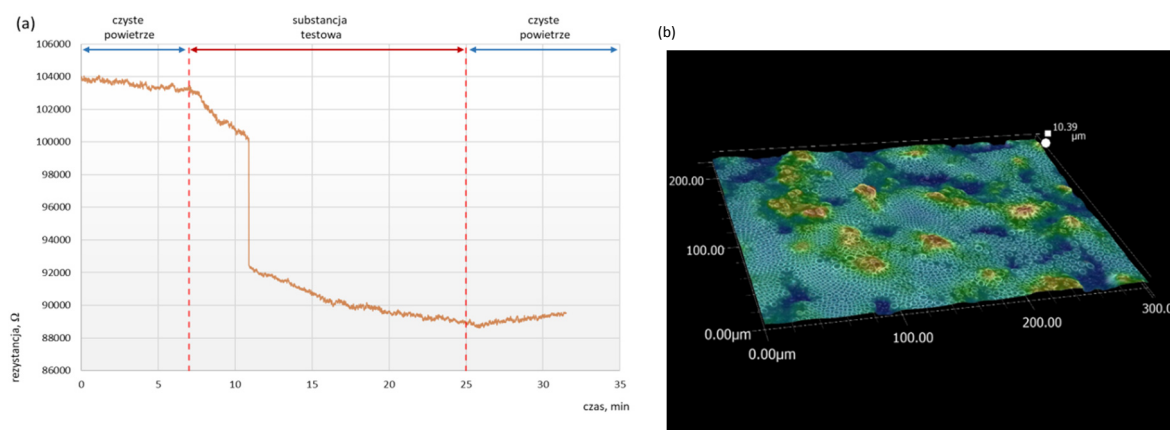 (a)
czyste
powietrze
substancja
testowa
czyste
powietrze
106000
104000
102000
100000
98000
96000
94000
92000
90000
88000
86000
rezystancja, Ω
0
5
10
15
20
25
30
35
czas, min
(b)
10.39
µm
200.00
100.00
0.00µm
0.00µm
100.00
200.00
300.0